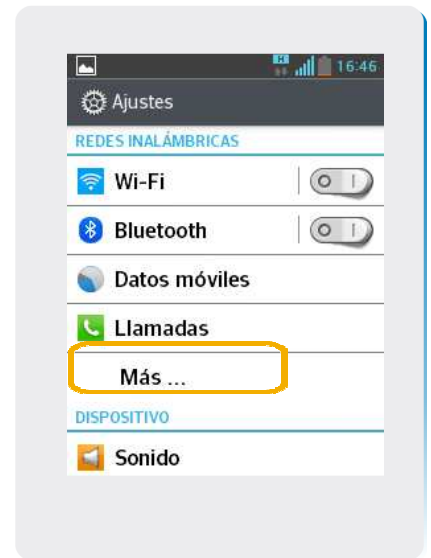 H 16:46
Ajustes
REDES INALÁMBRICAS
Wi-Fi
Bluetooth
Datos móviles
Llamadas
Más ...
DISPOSITIVO
Sonido